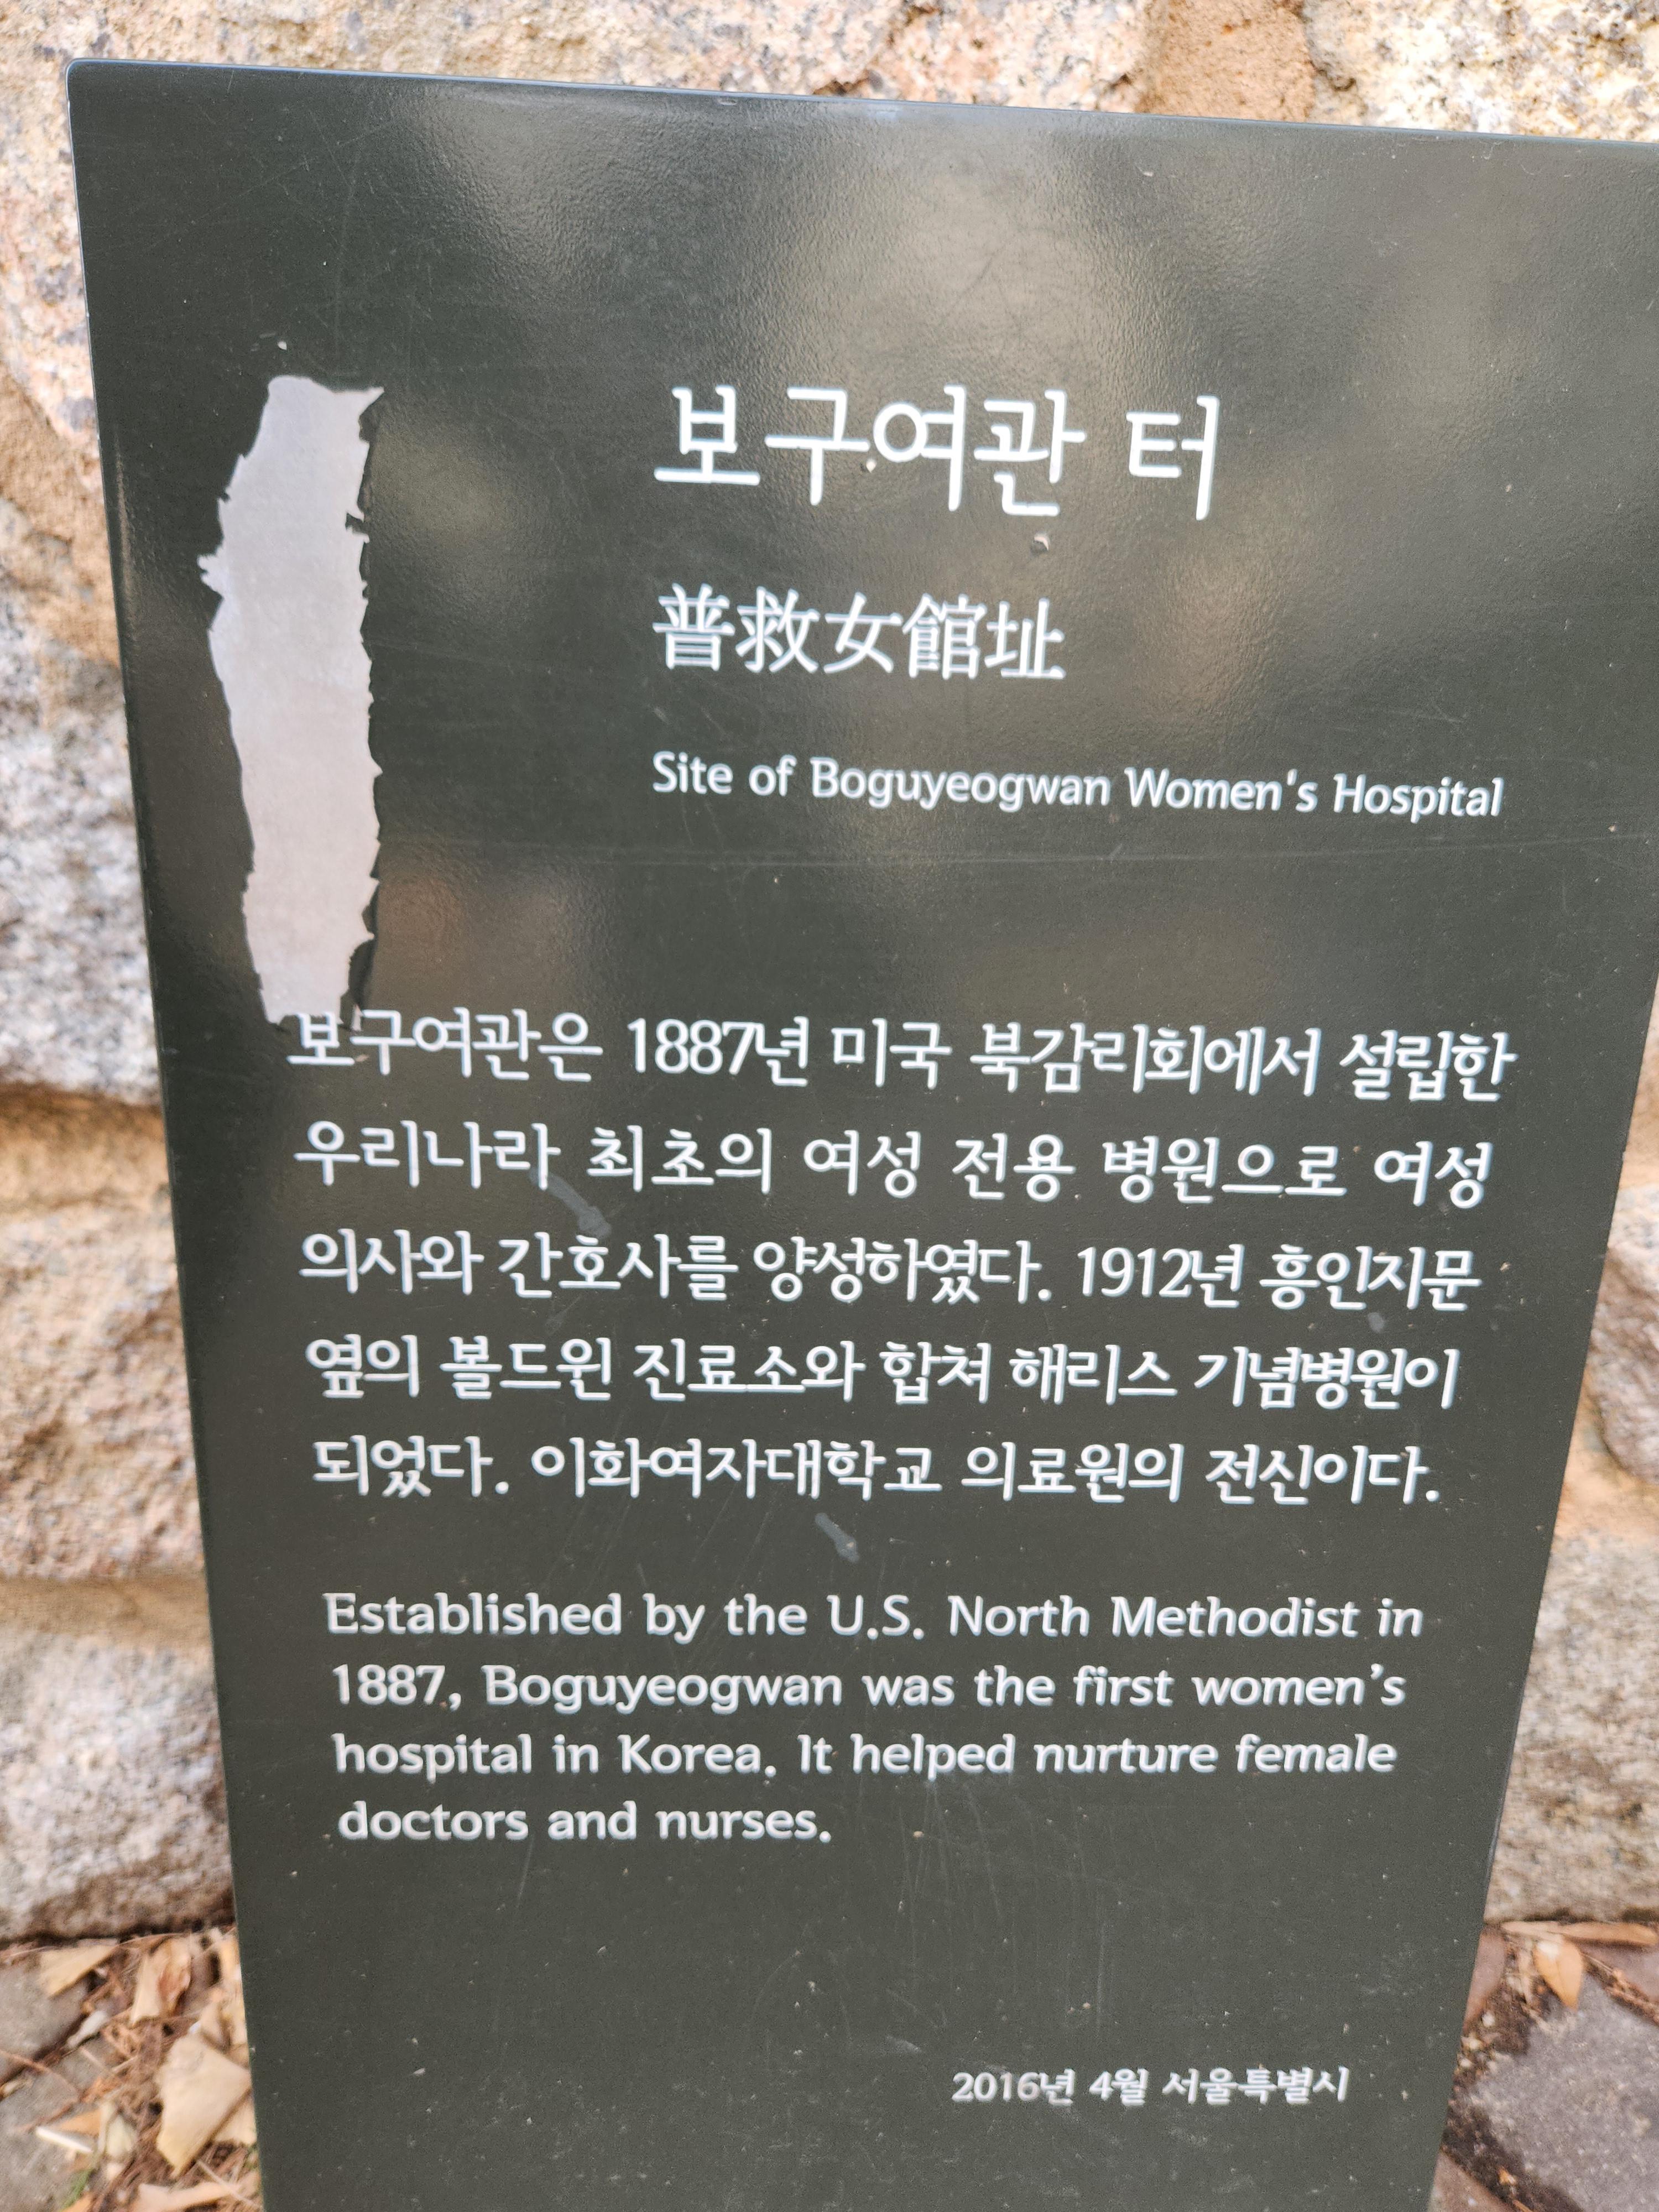 보구여관 터
普救女館址
Site of Boguyeogwan Women's Hospital
보구여관은 1887년 미국 북감리회에서 설립한
우리나라 최초의 여성 전용 병원으로 여성
의사와 간호사를 양성하였다. 1912년 흥인지문
옆의 볼드윈 진료소와 합쳐 해리스 기념병원이
되었다. 이화여자대학교 의료원의 전신이다.
Established by the U.S. North Methodist in
1887, Boguyeogwan was the first women’s
hospital in Korea. It helped nurture female
doctors and nurses.
2016년 4월 서울특별시